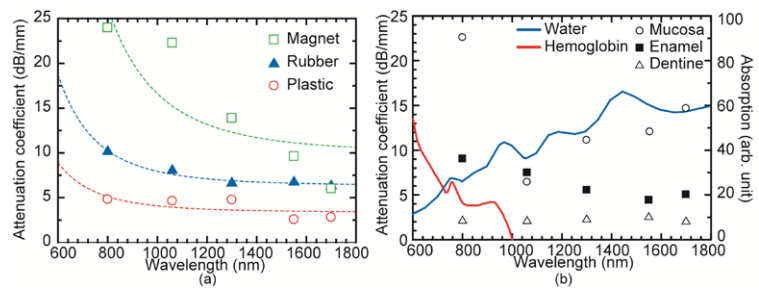 25
20
15
10
5
0
Attenuation coefficient (dB/mm)
Magnet
Rubber
Plastic
600 800 1000 1200 1400 1600 1800
Wavelength (nm)
(a)
25
20
15
10
5
0
Attenuation coefficient (dB/mm)
Water
Hemoglobin
Mucosa
Enamel
Dentine
100
80
60
40
20
0
Absorption (arb. unit)
600 800 1000 1200 1400 1600 1800
Wavelength (nm)
(b)